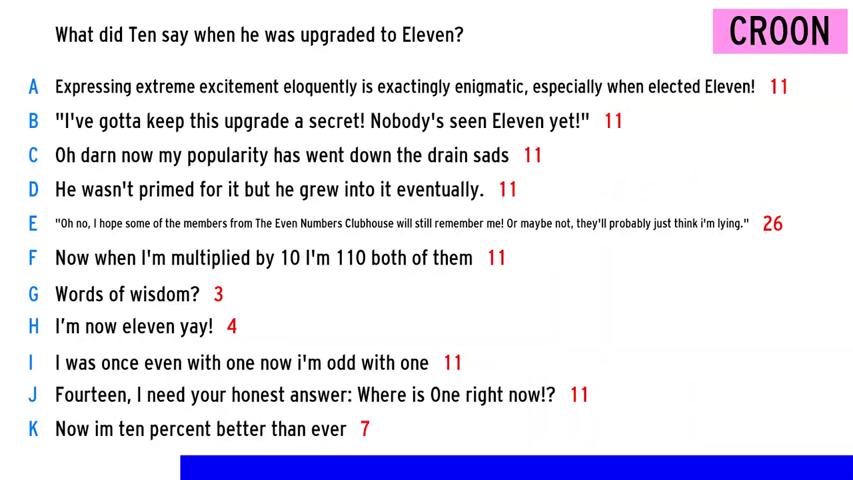 What did Ten say when he was upgraded to Eleven?
CROON
A Expressing extreme excitement eloquently is exactingly enigmatic, especially when elected Eleven! 11
B "I've gotta keep this upgrade a secret! Nobody's seen Eleven yet!" 11
C Oh darn now my popularity has went down the drain sads 11
D He wasn't primed for it but he grew into it eventually. 11
E "Oh no, I hope some of the members from The Even Numbers Clubhouse will still remember me! Or maybe not, they'll probably just think i'm lying." 26
F Now when I'm multiplied by 10 I'm 110 both of them 11
G Words of wisdom? 3
H I’m now eleven yay! 4
I I was once even with one now i'm odd with one 11
J Fourteen, I need your honest answer: Where is One right now!? 11
K Now im ten percent better than ever 7